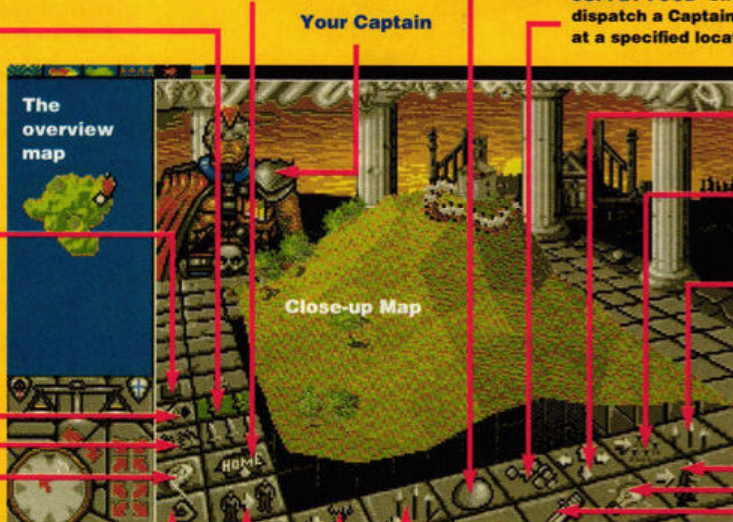 Your Captain
dispatch a Captain
at a specified locat
The
overview
map
Close-up Map
HOME